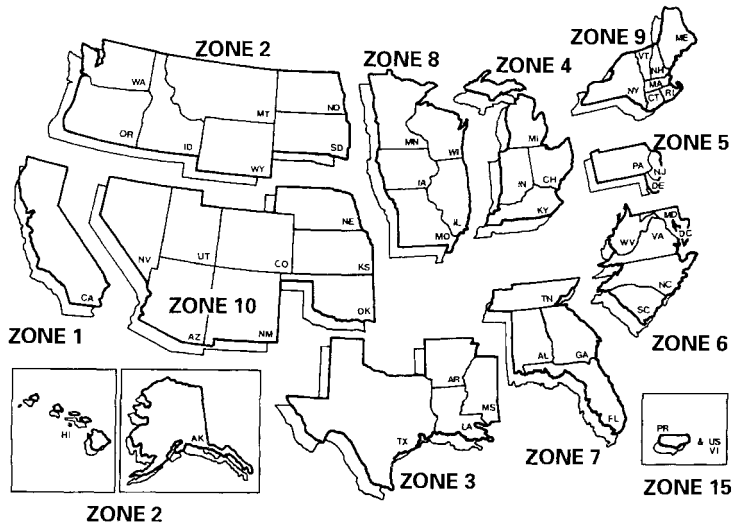 ZONE 2
ZONE 8
ZONE 4
ZONE 9
ME
VT
NH
MA
NY
CT
RI
WA
MT
ND
OR
ID
WY
SD
MN
WI
MI
IA
IL
MO
IN
OH
KY
ZONE 5
PA
NJ
DE
MD
DC
WV
VA
NC
SC
ZONE 6
NE
NV
UT
CO
KS
CA
ZONE 10
AZ
NM
OK
ZONE 1
TN
AL
GA
FL
ZONE 7
AR
MS
LA
TX
ZONE 3
HI
AK
ZONE 2
PR
& US
VI
ZONE 15